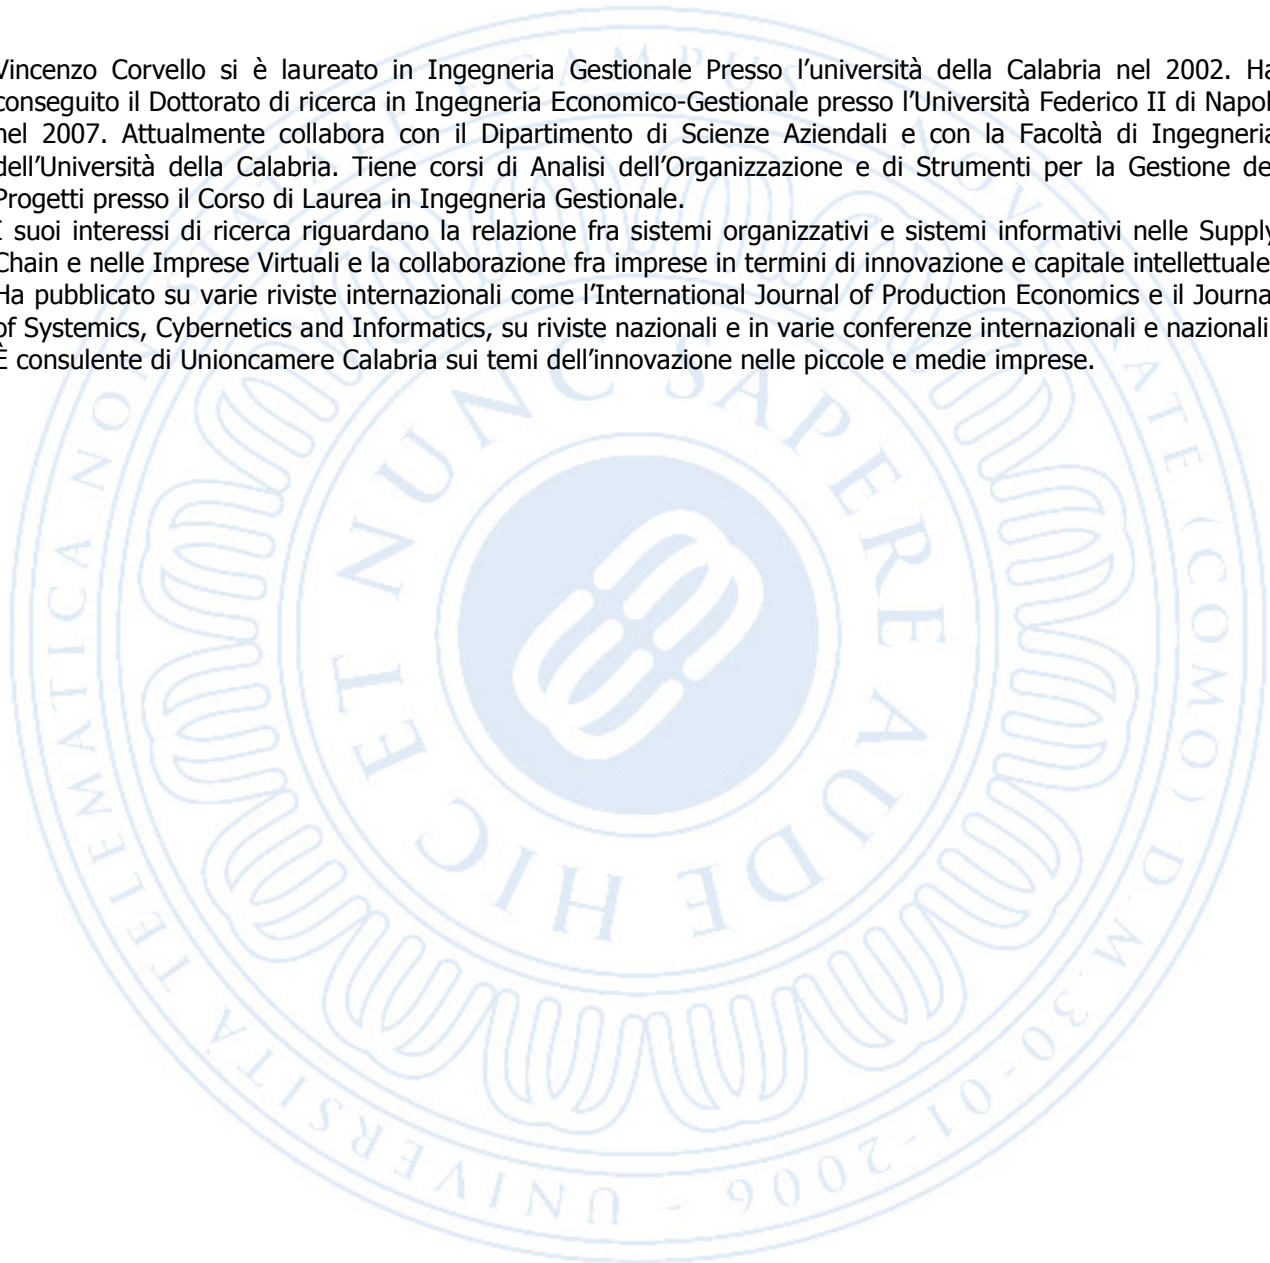 Vincenzo Corvello si è laureato in Ingegneria Gestionale Presso l'università della Calabria nel 2002. Ha
conseguito il Dottorato di ricerca in Ingegneria Economico-Gestionale presso l'Università Federico II di Napol
nel 2007. Attualmente collabora con il Dipartimento di Scienze Aziendali e con la Facoltà di Ingegneria
dell'Università della Calabria. Tiene corsi di Analisi dell'Organizzazione e di Strumenti per la Gestione de
Progetti presso il Corso di Laurea in Ingegneria Gestionale.
I suoi interessi di ricerca riguardano la relazione fra sistemi organizzativi e sistemi informativi nelle Supply
Chain e nelle Imprese Virtuali e la collaborazione fra imprese in termini di innovazione e capitale intellettuale
Ha pubblicato su varie riviste internazionali come l'International Journal of Production Economics e il Journa
of Systemics, Cybernetics and Informatics, su riviste nazionali e in varie conferenze internazionali e nazionali
È consulente di Unioncamere Calabria sui temi dell'innovazione nelle piccole e medie imprese.
HIC ET NUNC SAPERE AUDE
UNIVERSITÀ TELEMATICA
ECAMPUS
(COMO) D.M. 30-01-2006 -